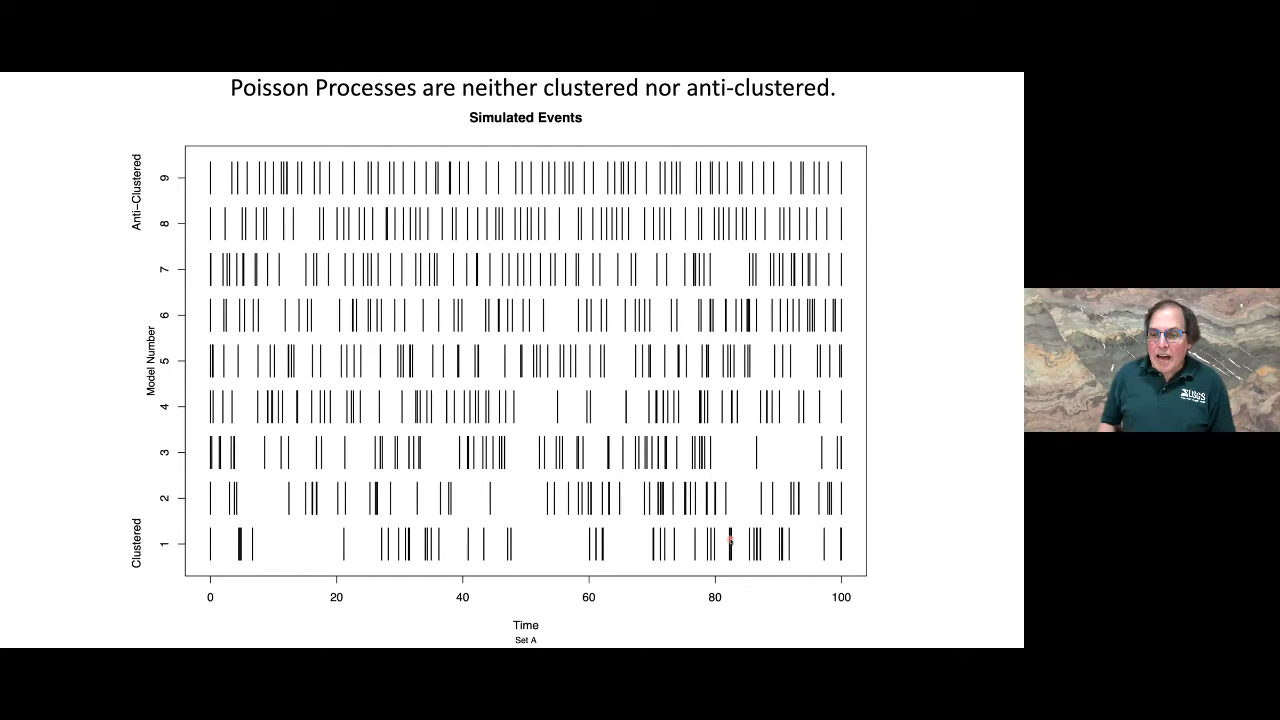 Poisson Processes are neither clustered nor anti-clustered.
Simulated Events
Anti-Clustered
Model Number
Clustered
9
8
7
6
5
4
3
2
1
0 20 40 60 80 100
Time
Set A
USGS